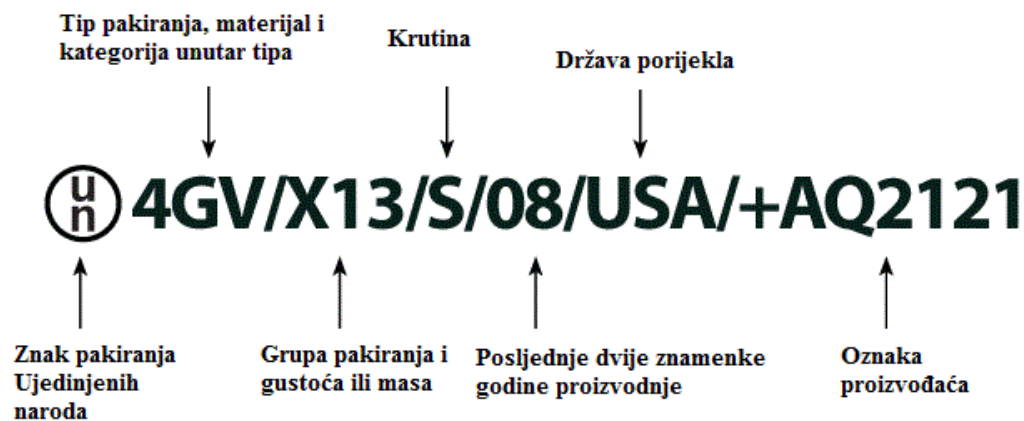 Tip pakiranja, materijal i
kategorija unutar tipa
Krutina
Država porijekla
un 4GV/X13/S/08/USA/+AQ2121
Znak pakiranja
Ujedinjenih
naroda
Grupa pakiranja i
gustoća ili masa
Posljednje dvije znamenke
godine proizvodnje
Oznaka
proizvođaća